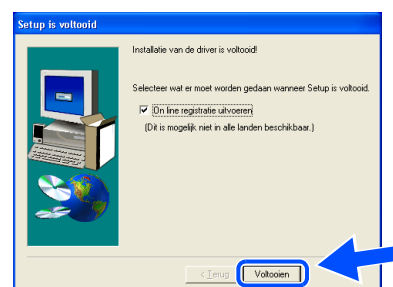 Setup is voltooid
Installatie van de driver is voltooid!
Selecteer wat er moet worden gedaan wanneer Setup is voltooid.
On line registratie uitvoeren
(Dit is mogelijk niet in alle landen beschikbaar.)
< Terug
Voltooien